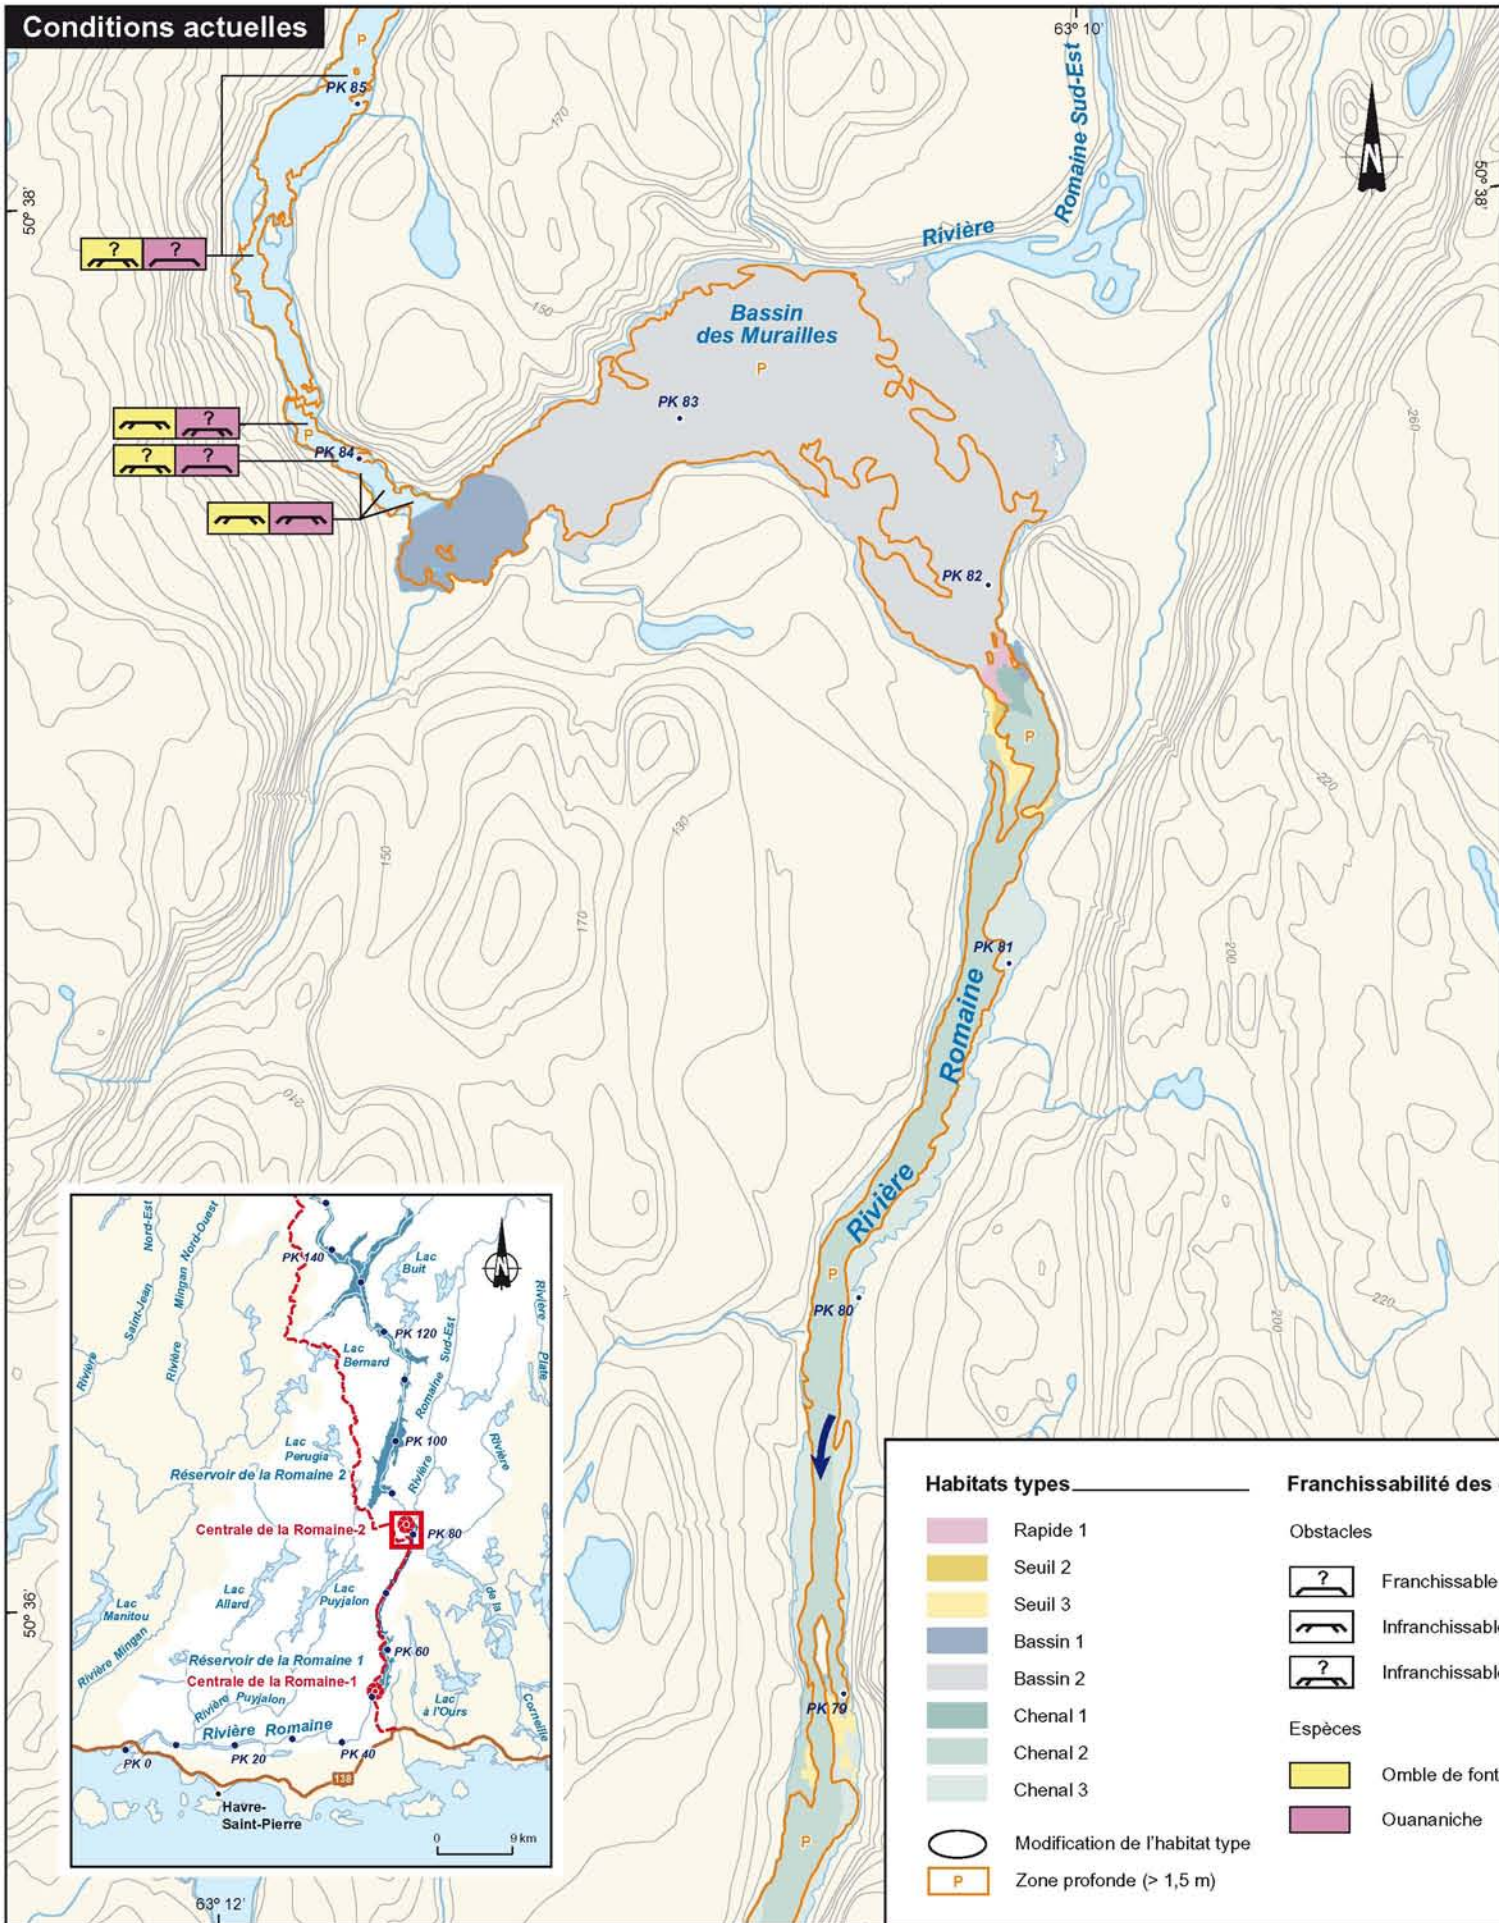 Conditions actuelles
63° 10'
P
PK 85
170
Romaine Sud-Est
N
50° 38'
50° 38'
Rivière
? ?
150
Bassin
des Murailles
P
PK 83
260
?
P
PK 84
? ?
PK 82
P
220
130
150
170
PK 81
200
Romaine
210
Rivière
P
PK 80
220
200
Nord-Est
Saint-Jean
Rivière
Nord-Ouest
Mingan
Rivière
PK 140
Lac
Buit
N
Rivière
Plate
PK 120
Lac
Bernard
Sud-Est
Romaine
Rivière
PK 100
Lac
Perugia
Rivière
Réservoir de la Romaine 2
Centrale de la Romaine-2
PK 80
Lac
Allard
Lac
Puyjalon
de la
Lac
Manitou
Rivière Mingan
PK 60
Réservoir de la Romaine 1
Centrale de la Romaine-1
Rivière Puyjalon
Lac
à l'Ours
Corneille
Rivière Romaine
PK 0
PK 20
PK 40
138
Havre-
Saint-Pierre
0 9 km
50° 36'
63° 12'
PK 79
P
Habitats types
Rapide 1
Seuil 2
Seuil 3
Bassin 1
Bassin 2
Chenal 1
Chenal 2
Chenal 3
Modification de l'habitat type
P Zone profonde (> 1,5 m)
Franchissabilité des
Obstacles
? Franchissable
Infranchissable
? Infranchissable
Espèces
Omble de font
Ouananiche